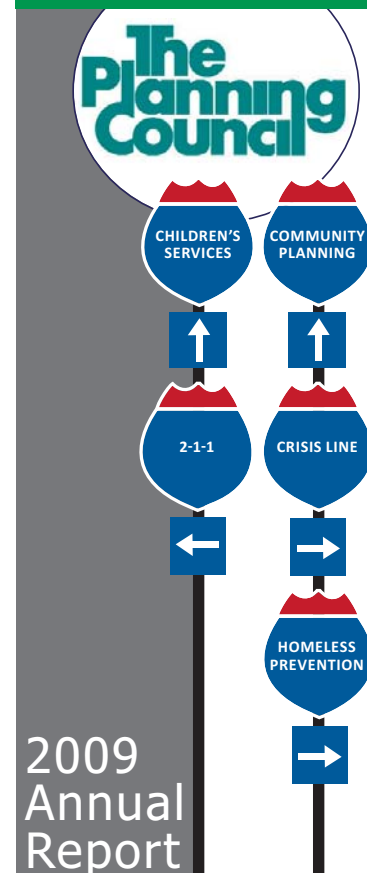 The
Planning
Council
CHILDREN'S
SERVICES
COMMUNITY
PLANNING
2-1-1
CRISIS LINE
HOMELESS
PREVENTION
2009
Annual
Report